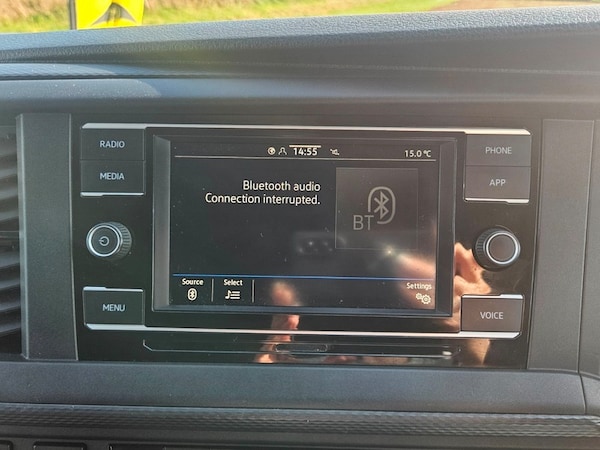 RADIO
MEDIA
14:55
15.0 °C
PHONE
APP
Bluetooth audio
Connection interrupted.
BT
Source
Select
Settings
MENU
VOICE